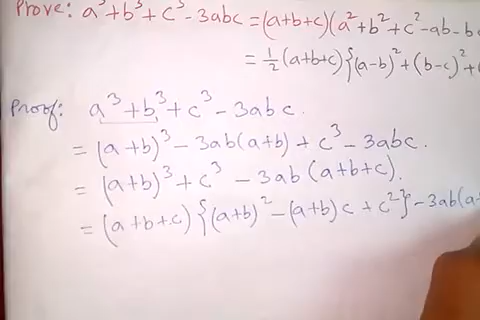 Prove: a³+b³+c³-3abc = (a+b+c)(a²+b²+c²-ab-b
= 1/2 (a+b+c){(a-b)²+(b-c)²+
Proof: a³+b³+c³-3abc.
= (a+b)³-3ab(a+b)+c³-3abc.
= (a+b)³+c³-3ab(a+b+c).
= (a+b+c){(a+b)²-(a+b)c+c²}-3ab(a